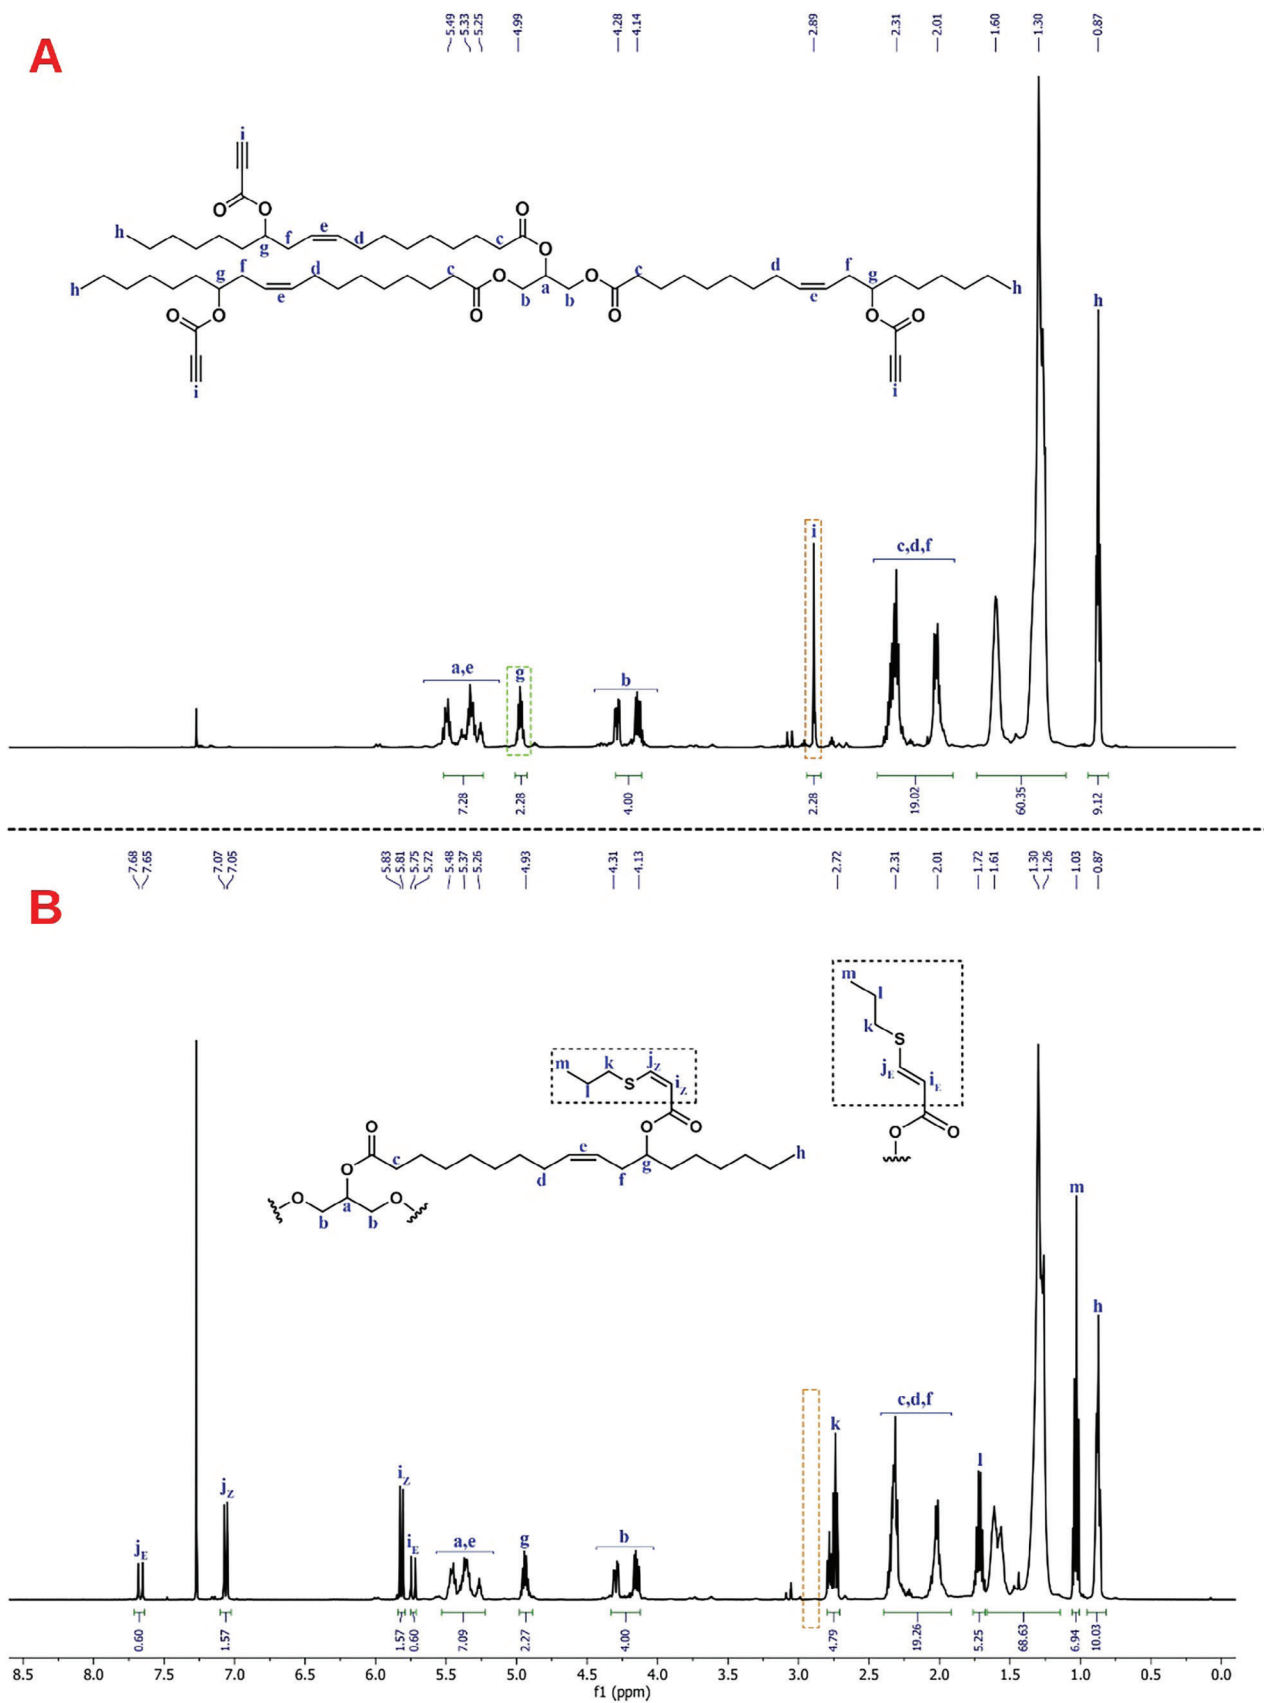 5.49 5.33 5.25 4.99 4.28 4.14 2.89 2.31 2.01 1.60 1.30 0.87
A
i
O O
h g f e d c O
O
h g f e d c O O c d f g h
O O b a b O O e O O
i i
h
i
c,d,f
a,e g b
7.28 2.28 4.00 2.28 19.02 60.35 9.12
7.68 7.65 7.07 7.05 5.83 5.81 5.75 5.72 5.48 5.37 5.26 4.93 4.31 4.13 2.72 2.31 2.01 1.72 1.61 1.30 1.26 1.03 0.87
B
m l
k S
jE iE
O O
m l k S jZ iZ
O O
O c d e f g h
O O O
b a b
m
h
c,d,f
k
l
iZ
jZ
iE
jE a,e g b
0.60 1.57 1.57 0.60 7.09 2.27 4.00 4.79 19.26 5.25 68.63 6.94 10.03
8.5 8.0 7.5 7.0 6.5 6.0 5.5 5.0 4.5 4.0 3.5 3.0 2.5 2.0 1.5 1.0 0.5 0.0
f1 (ppm)